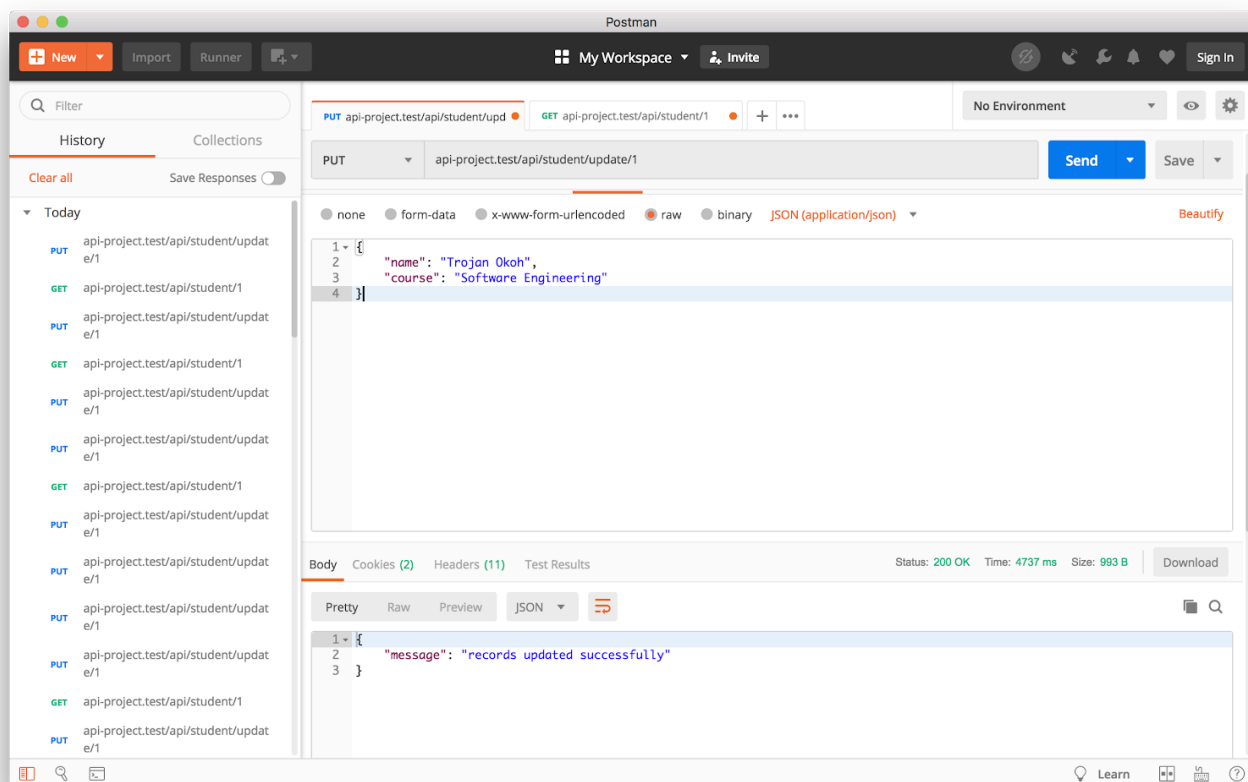 Postman
New
Import
Runner
My Workspace
Invite
Sign In
Filter
History
Collections
Clear all
Save Responses
Today
PUT api-project.test/api/student/updat
e/1
GET api-project.test/api/student/1
PUT api-project.test/api/student/updat
e/1
GET api-project.test/api/student/1
PUT api-project.test/api/student/updat
e/1
PUT api-project.test/api/student/updat
e/1
GET api-project.test/api/student/1
PUT api-project.test/api/student/updat
e/1
PUT api-project.test/api/student/updat
e/1
PUT api-project.test/api/student/updat
e/1
PUT api-project.test/api/student/updat
e/1
GET api-project.test/api/student/1
PUT api-project.test/api/student/updat
e/1
PUT api-project.test/api/student/upd
GET api-project.test/api/student/1
No Environment
PUT
api-project.test/api/student/update/1
Send
Save
none
form-data
x-www-form-urlencoded
raw
binary
JSON (application/json)
Beautify
1 {
2 "name": "Trojan Okoh",
3 "course": "Software Engineering"
4 }
Body
Cookies (2)
Headers (11)
Test Results
Status: 200 OK
Time: 4737 ms
Size: 993 B
Download
Pretty
Raw
Preview
JSON
1 {
2 "message": "records updated successfully"
3 }
Learn